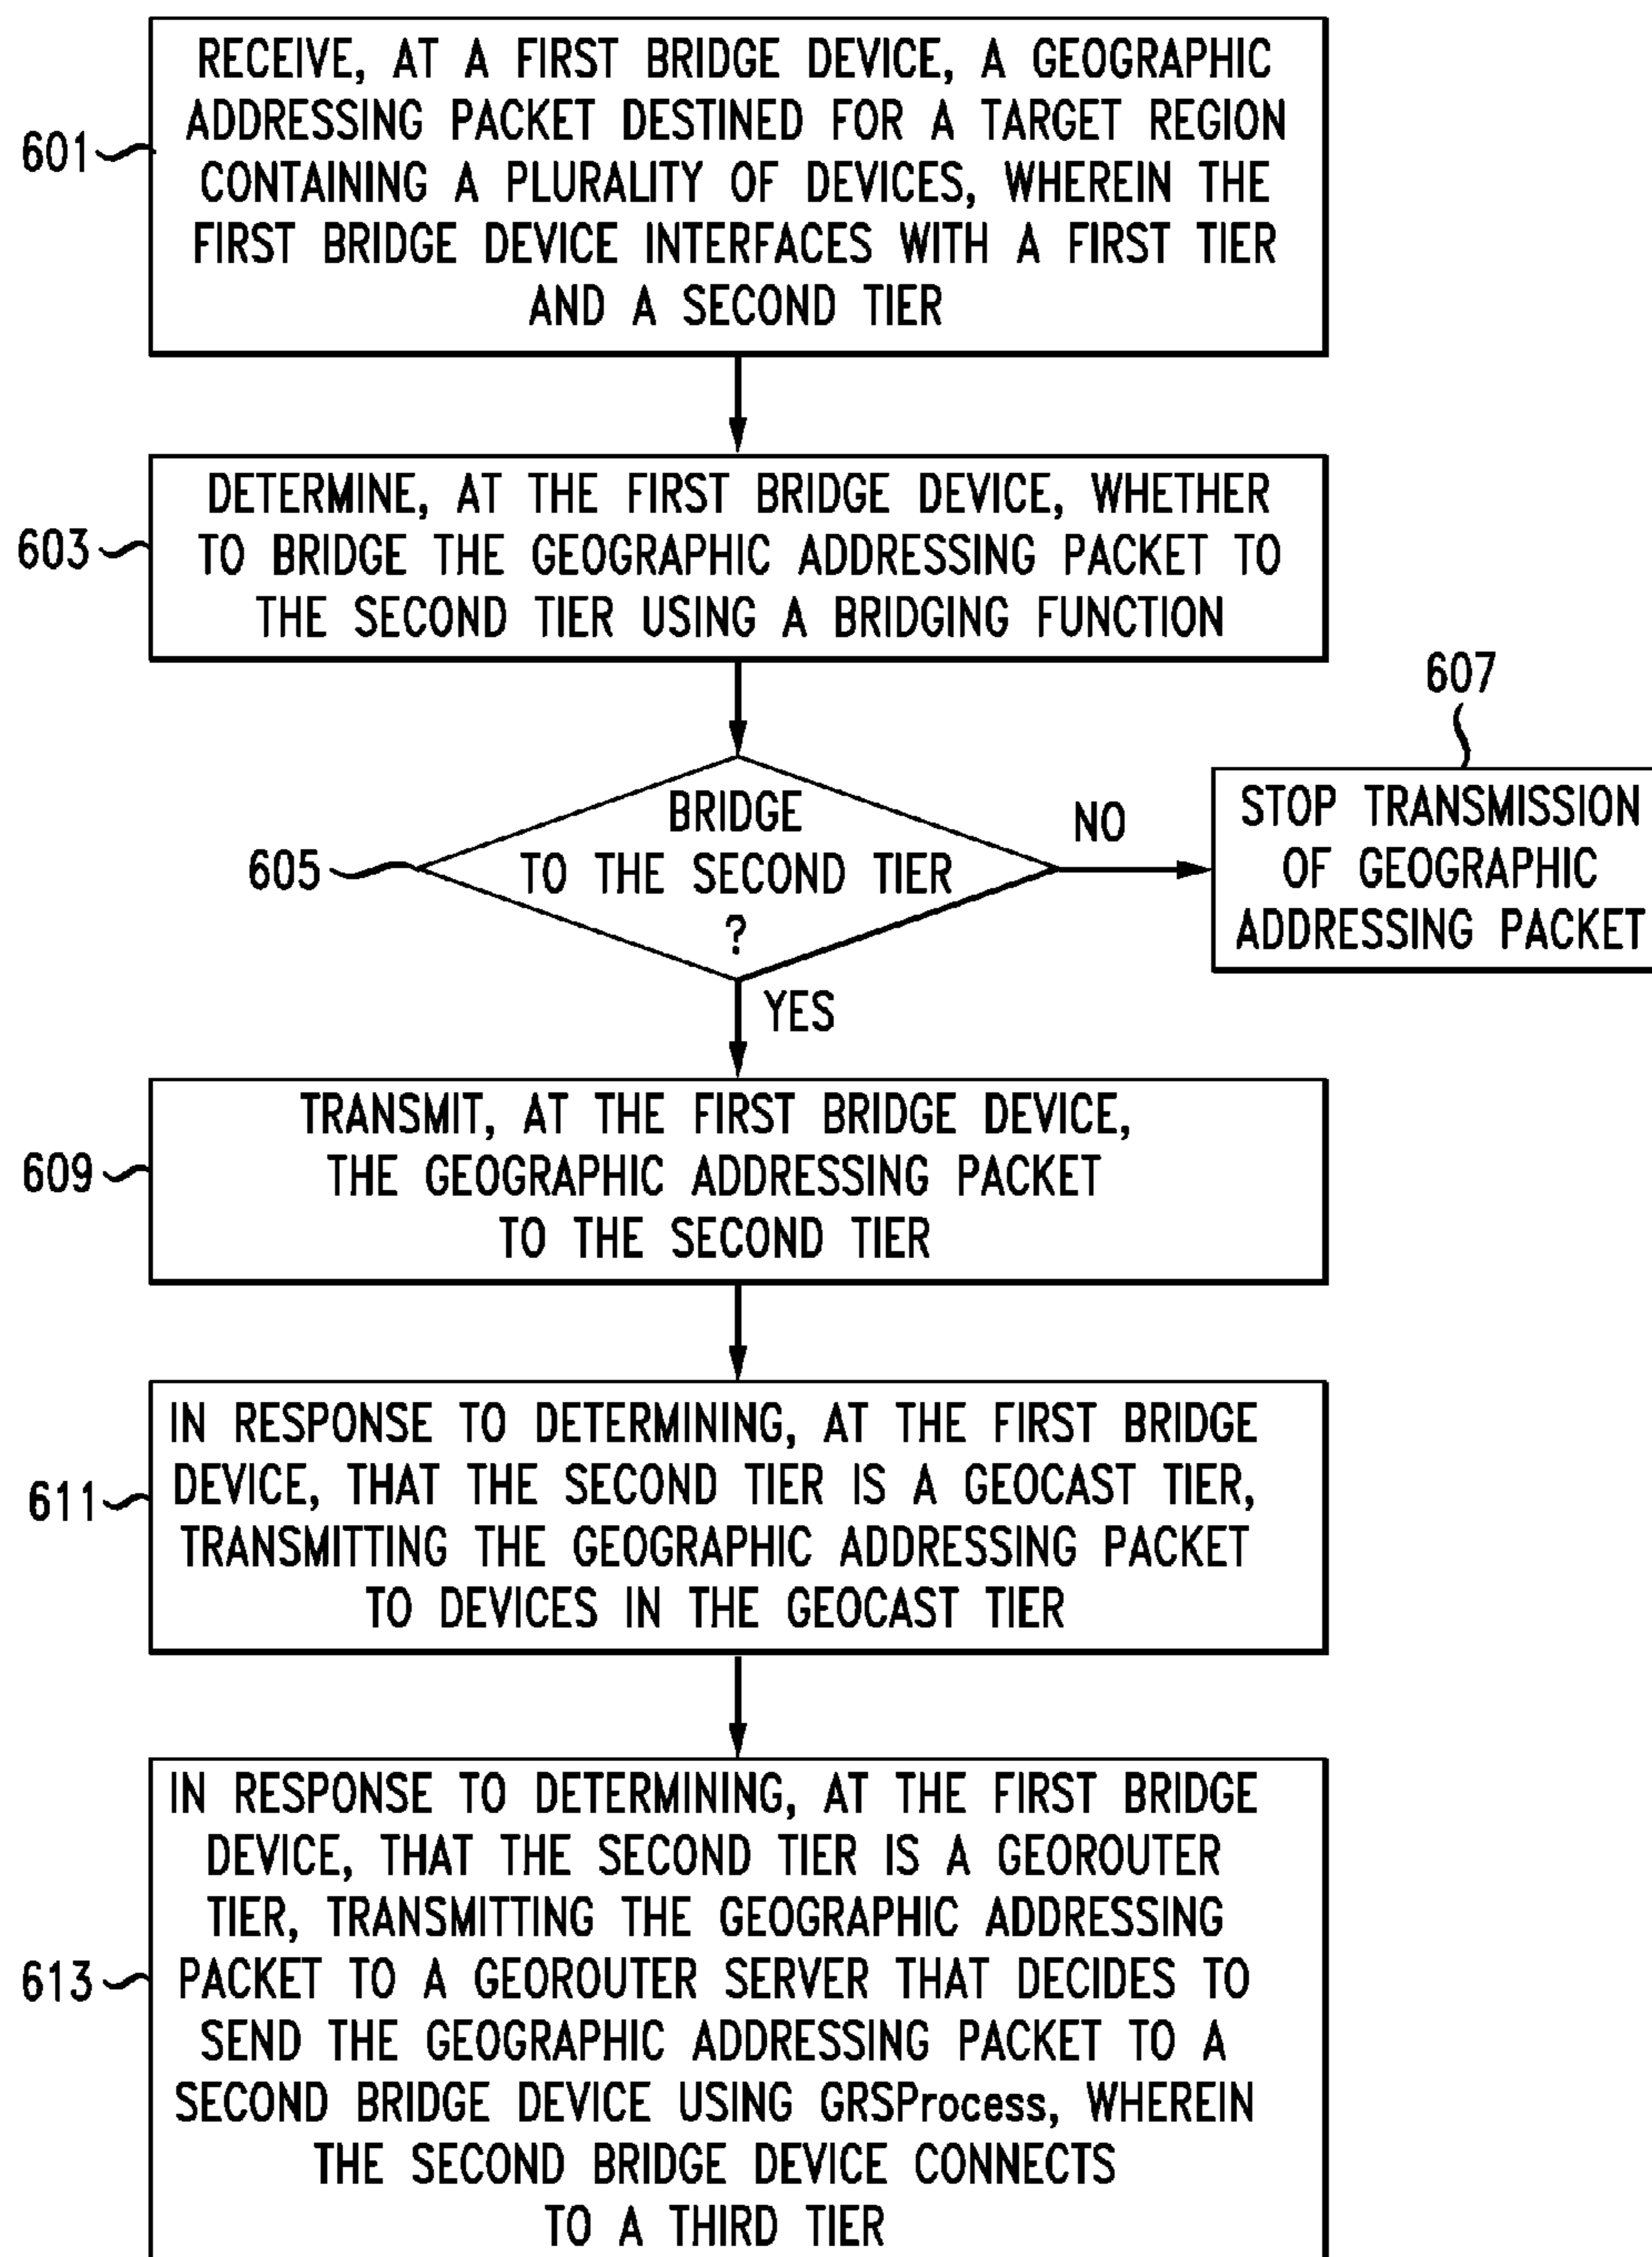 RECEIVE, AT A FIRST BRIDGE DEVICE, A GEOGRAPHIC
ADDRESSING PACKET DESTINED FOR A TARGET REGION
CONTAINING A PLURALITY OF DEVICES, WHEREIN THE
FIRST BRIDGE DEVICE INTERFACES WITH A FIRST TIER
AND A SECOND TIER
601
DETERMINE, AT THE FIRST BRIDGE DEVICE, WHETHER
TO BRIDGE THE GEOGRAPHIC ADDRESSING PACKET TO
THE SECOND TIER USING A BRIDGING FUNCTION
603
BRIDGE
TO THE SECOND TIER
?
605
NO
607
STOP TRANSMISSION
OF GEOGRAPHIC
ADDRESSING PACKET
YES
TRANSMIT, AT THE FIRST BRIDGE DEVICE,
THE GEOGRAPHIC ADDRESSING PACKET
TO THE SECOND TIER
609
IN RESPONSE TO DETERMINING, AT THE FIRST BRIDGE
DEVICE, THAT THE SECOND TIER IS A GEOCAST TIER,
TRANSMITTING THE GEOGRAPHIC ADDRESSING PACKET
TO DEVICES IN THE GEOCAST TIER
611
IN RESPONSE TO DETERMINING, AT THE FIRST BRIDGE
DEVICE, THAT THE SECOND TIER IS A GEOROUTER
TIER, TRANSMITTING THE GEOGRAPHIC ADDRESSING
PACKET TO A GEOROUTER SERVER THAT DECIDES TO
SEND THE GEOGRAPHIC ADDRESSING PACKET TO A
SECOND BRIDGE DEVICE USING GRSProcess, WHEREIN
THE SECOND BRIDGE DEVICE CONNECTS
TO A THIRD TIER
613